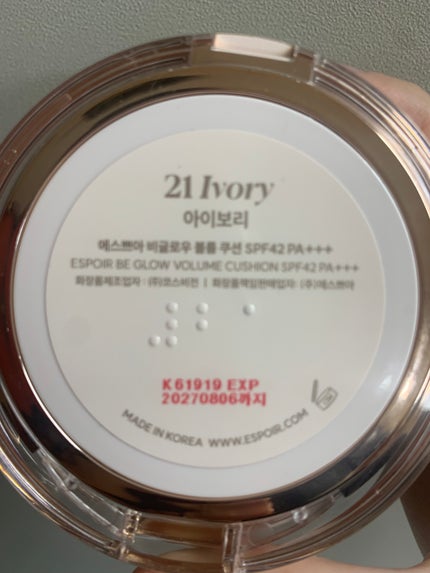 21 Ivory
아이보리
에스쁘아 비글로우 볼륨 쿠션 SPF42 PA+++
ESPOIR BE GLOW VOLUME CUSHION SPF42 PA+++
화장품제조업자 : (주)코스비전 | 화장품책임판매업자: (주)에스쁘아
K61919 EXP
20270806까지
MADE IN KOREA WWW.ESPOIR.COM